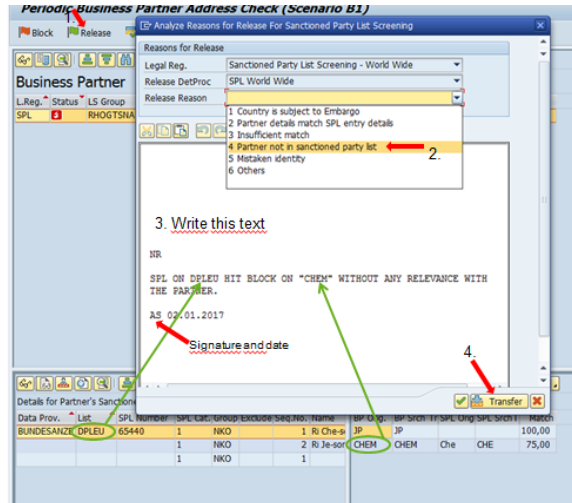 Periodic Business Partner Address Check (Scenario B1)
1.
Block Release
Analyze Reasons for Release For Sanctioned Party List Screening
Reasons for Release
Legal Reg. Sanctioned Party List Screening - World Wide
Release DetProc SPL World Wide
Release Reason
1 Country is subject to Embargo
2 Partner details match SPL entry details
3 Insufficient match
4 Partner not in sanctioned party list
2.
5 Mistaken identity
6 Others
Business Partner
L.Reg. Status LS Group
SPL RHOGTSNA
3. Write this text
NR
SPL ON DPLEU HIT BLOCK ON "CHEM" WITHOUT ANY RELEVANCE WITH
THE PARTNER.
AS 02.01.2017
Signature and date
4.
Transfer
Details for Partner's Sanctione
Data Prov. List SPL Number SPL Cat. Group Exclude Seq.No. Name BP Orig. BP Srch Tr SPL Orig SPL SrchT Match
BUNDESANZE DPLEU 65440 1 NKO 1 Ri Che-s JP JP 100,00
1 NKO 2 Ri Je-son CHEM CHEM Che CHE 75,00
1 NKO 1